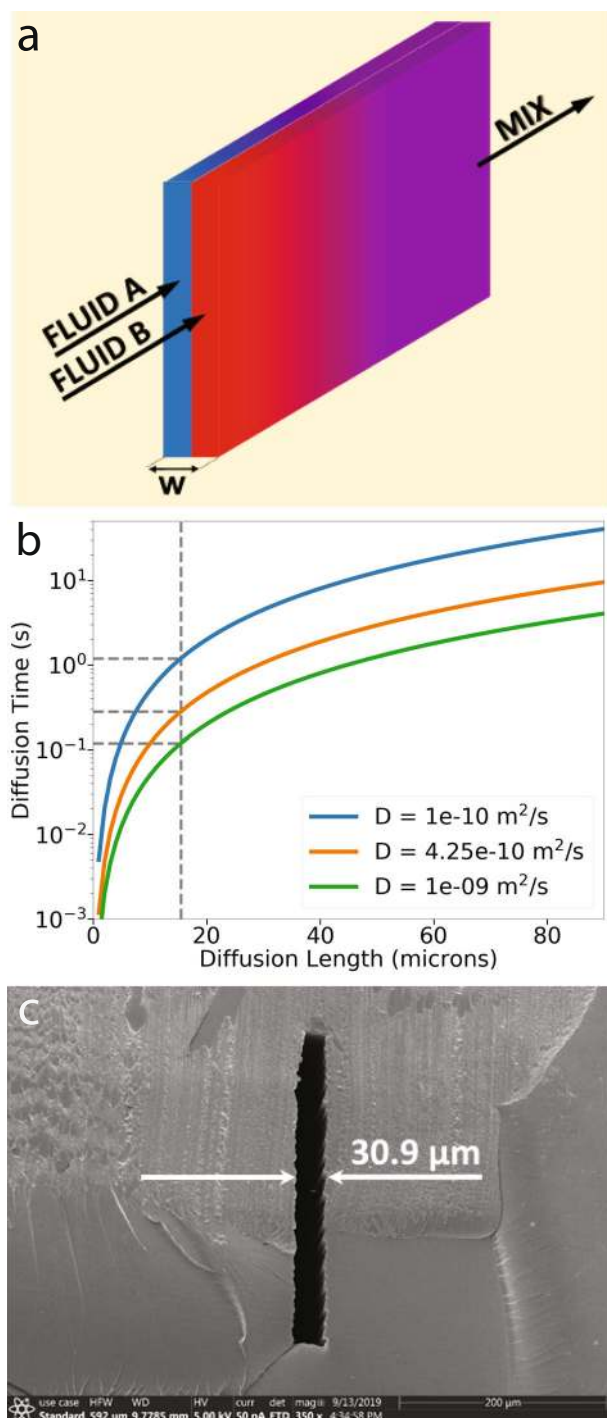 a
FLUID A
FLUID B
MIX
W
b
Diffusion Time (s)
10¹
10⁰
10⁻¹
10⁻²
10⁻³
D = 1e-10 m²/s
D = 4.25e-10 m²/s
D = 1e-09 m²/s
0 20 40 60 80
Diffusion Length (microns)
c
30.9 µm
use case HFW WD HV curr det mag 9/13/2019 200 µm
Standard 592 µm 9.7785 mm 5.00 kV 50 pA ETD 350 x 4:34:58 PM